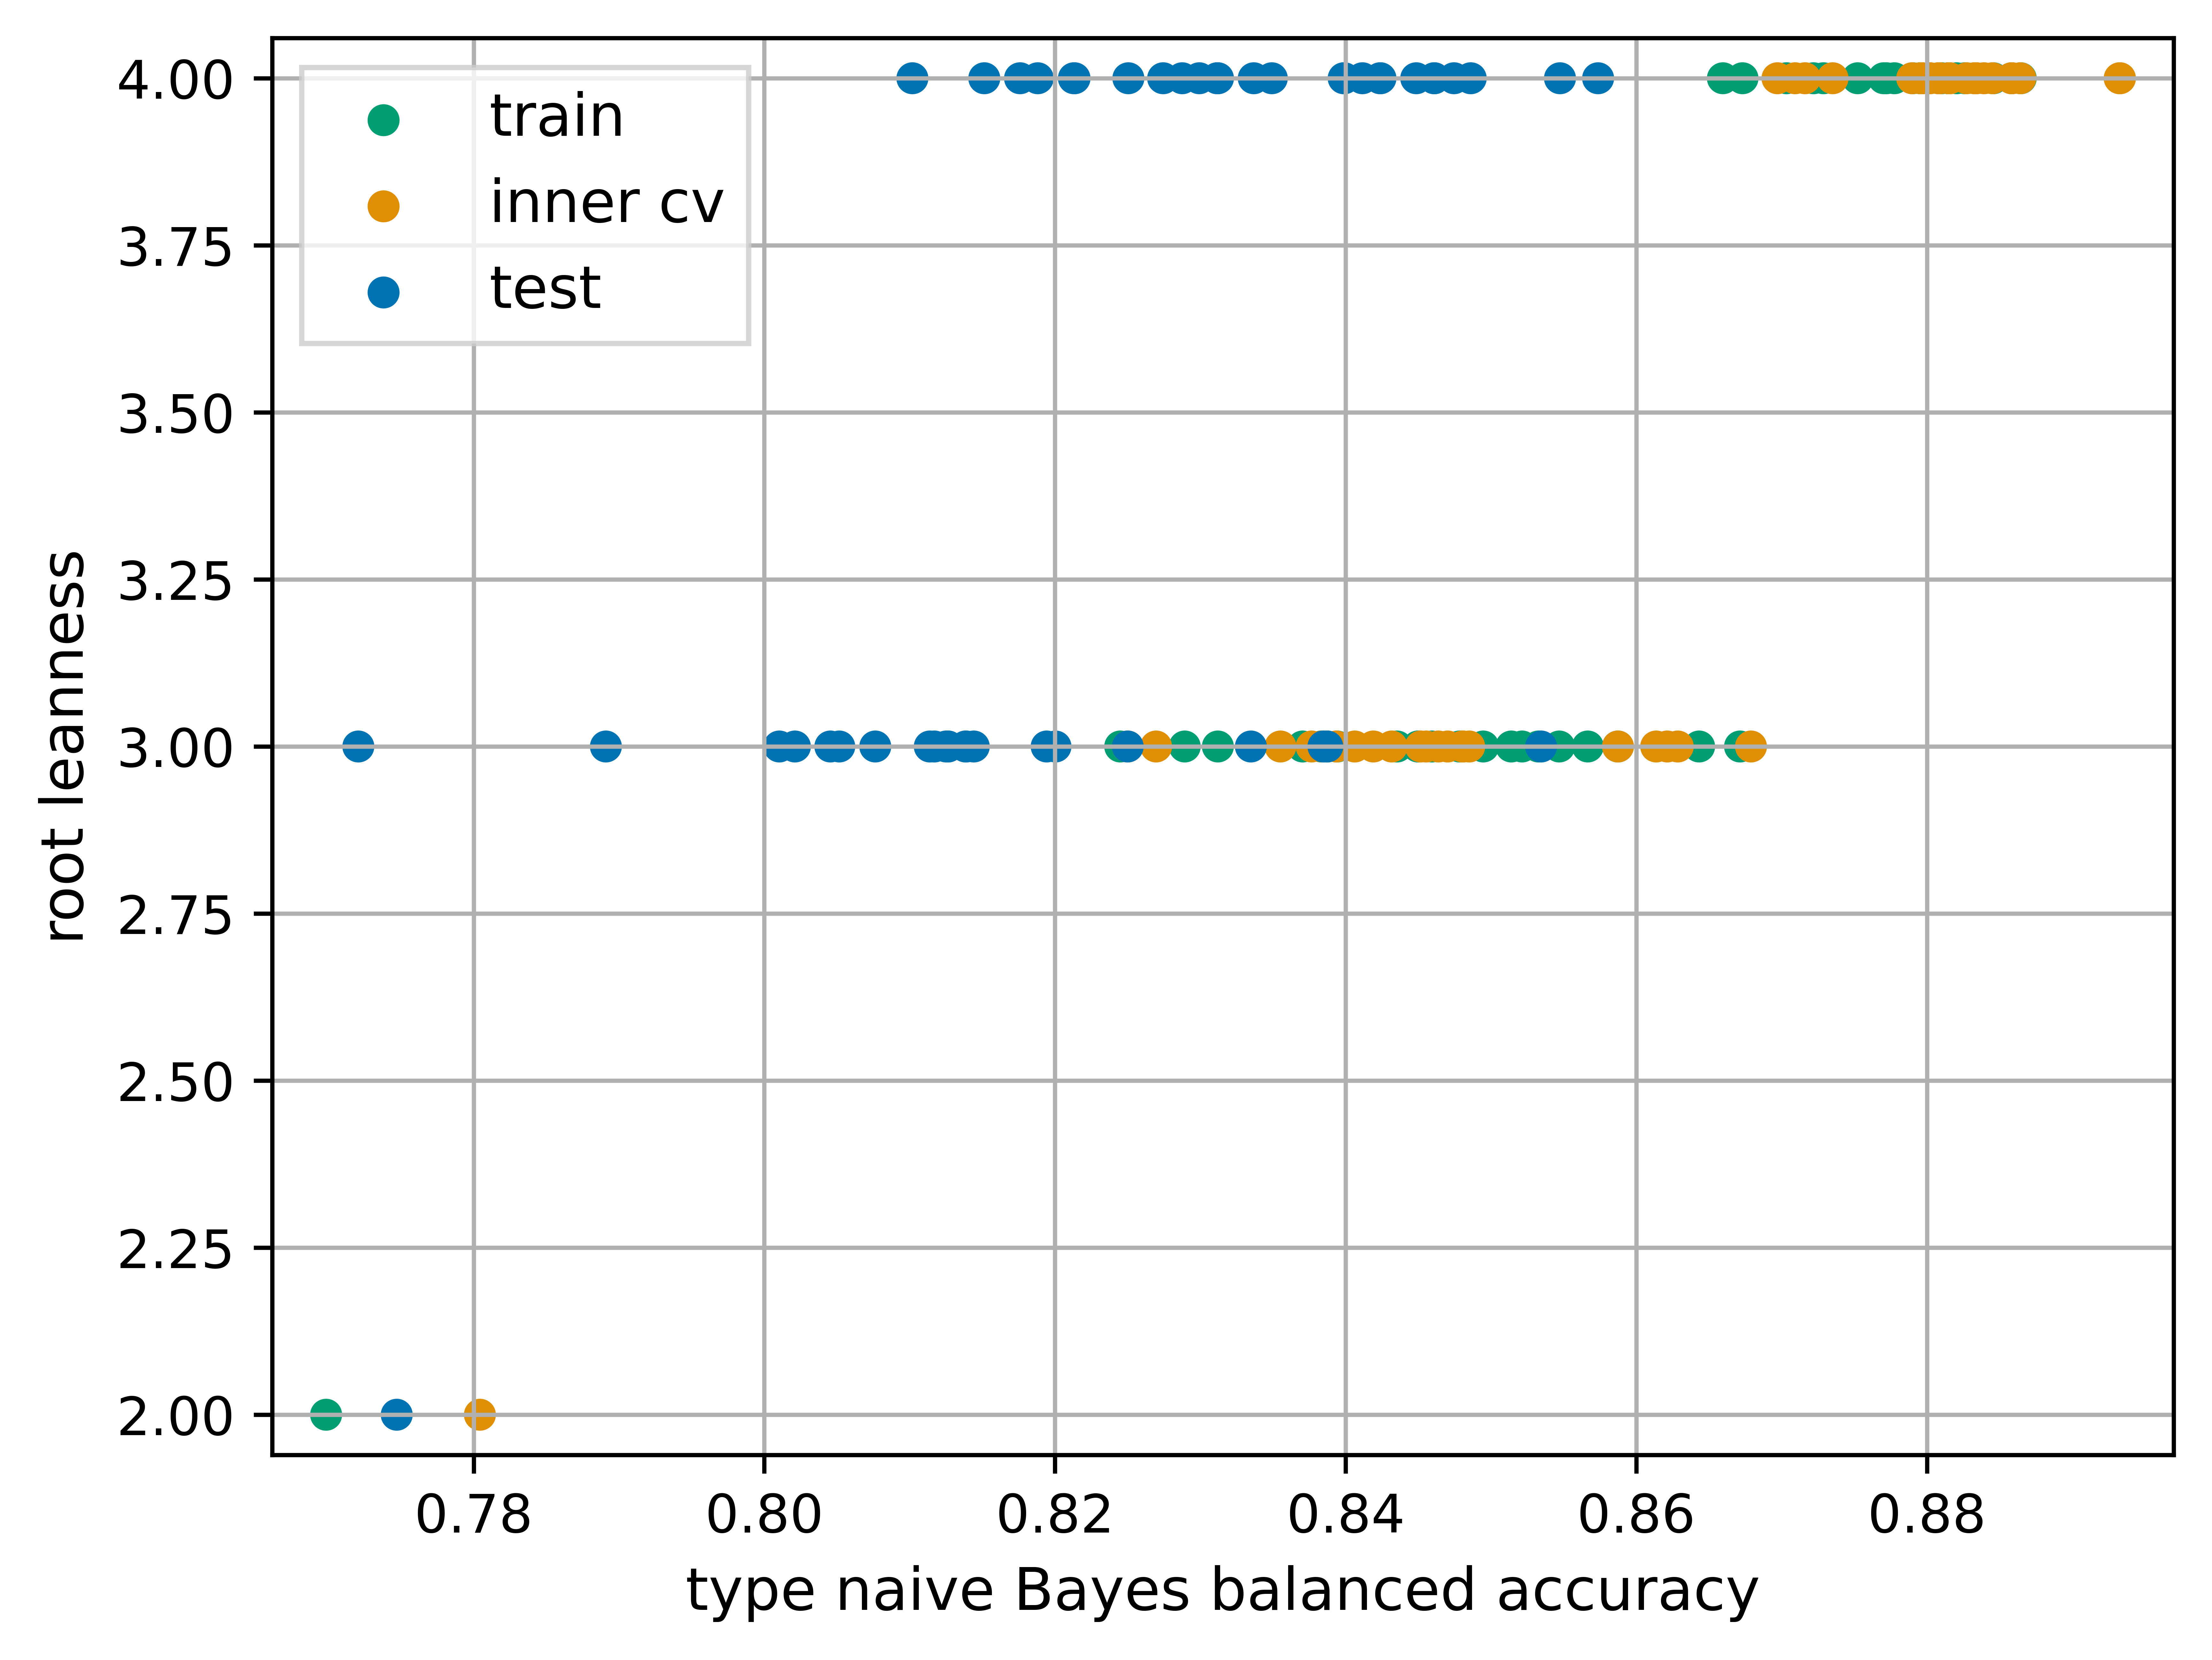 4.00
3.75
3.50
3.25
3.00
2.75
2.50
2.25
2.00
root leanness
train
inner cv
test
0.78 0.80 0.82 0.84 0.86 0.88
type naive Bayes balanced accuracy